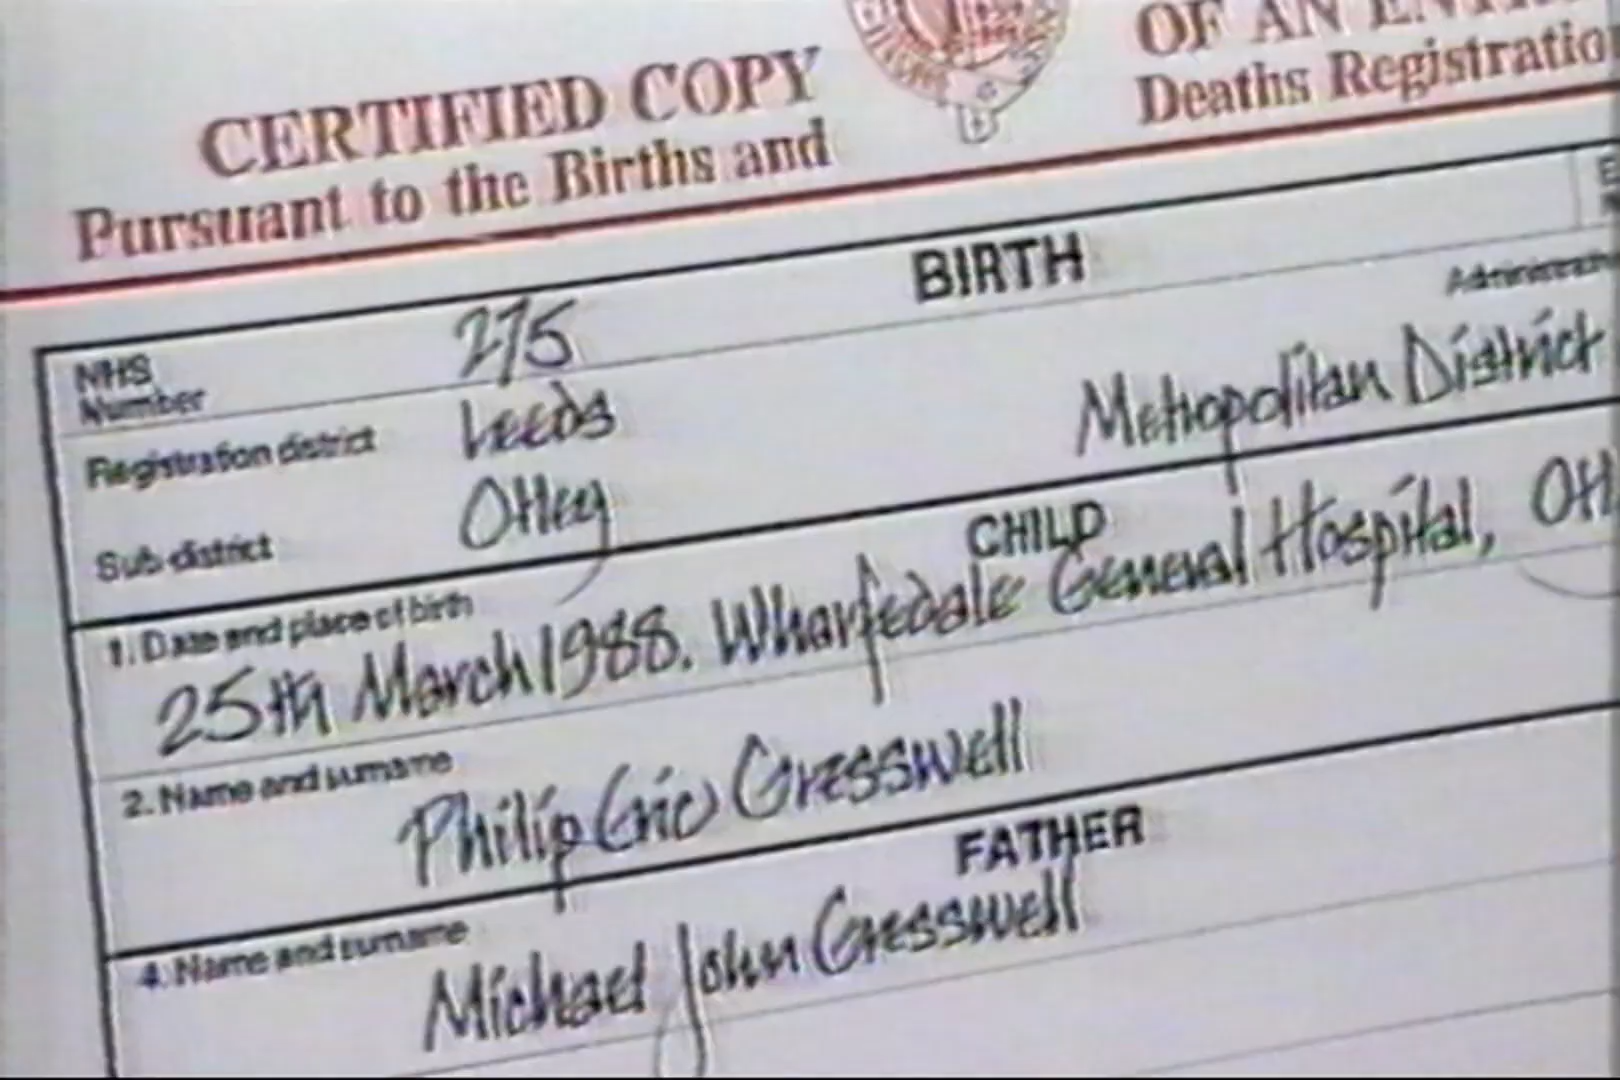 CERTIFIED COPY
Pursuant to the Births and
OF AN
Deaths Registration
BIRTH
NHS Number 275
Registration district Leeds
Sub-district Otley
Metropolitan District
CHILD
1. Date and place of birth
25th March 1988. Wharfedale General Hospital,
2. Name and surname
Philip Eric Cresswell
FATHER
4. Name and surname
Michael John Cresswell